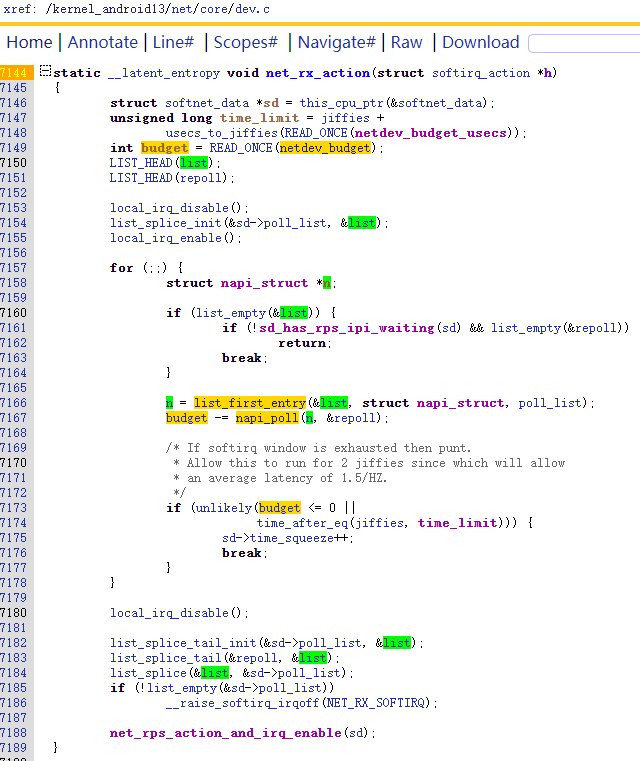 xref: /kernel_android13/net/core/dev.c
Home | Annotate | Line# | Scopes# | Navigate# | Raw | Download
7144 static __latent_entropy void net_rx_action(struct softirq_action *h)
7145 {
7146 struct softnet_data *sd = this_cpu_ptr(&softnet_data);
7147 unsigned long time_limit = jiffies +
7148 usecs_to_jiffies(READ_ONCE(netdev_budget_usecs));
7149 int budget = READ_ONCE(netdev_budget);
7150 LIST_HEAD(list);
7151 LIST_HEAD(repoll);
7152
7153 local_irq_disable();
7154 list_splice_init(&sd->poll_list, &list);
7155 local_irq_enable();
7156
7157 for (;;) {
7158 struct napi_struct *n;
7159
7160 if (list_empty(&list)) {
7161 if (!sd_has_rps_ipi_waiting(sd) && list_empty(&repoll))
7162 return;
7163 break;
7164 }
7165
7166 n = list_first_entry(&list, struct napi_struct, poll_list);
7167 budget -= napi_poll(n, &repoll);
7168
7169 /* If softirq window is exhausted then punt.
7170 * Allow this to run for 2 jiffies since which will allow
7171 * an average latency of 1.5/HZ.
7172 */
7173 if (unlikely(budget <= 0 ||
7174 time_after_eq(jiffies, time_limit))) {
7175 sd->time_squeeze++;
7176 break;
7177 }
7178 }
7179
7180 local_irq_disable();
7181
7182 list_splice_tail_init(&sd->poll_list, &list);
7183 list_splice_tail(&repoll, &list);
7184 list_splice(&list, &sd->poll_list);
7185 if (!list_empty(&sd->poll_list))
7186 __raise_softirq_irqoff(NET_RX_SOFTIRQ);
7187
7188 net_rps_action_and_irq_enable(sd);
7189 }